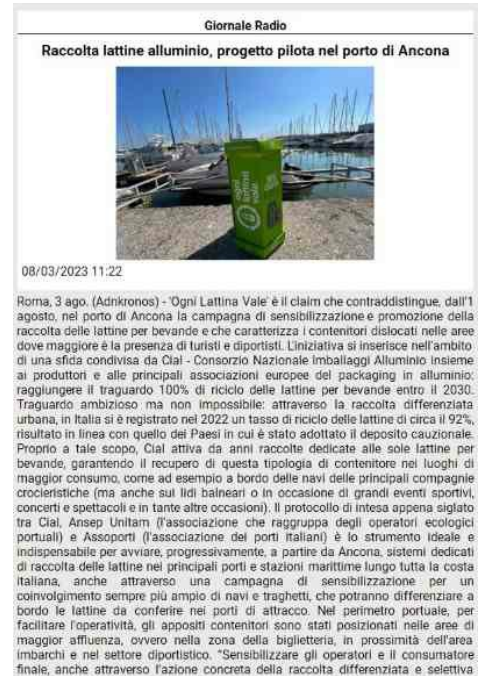 Giornale Radio
Raccolta lattine alluminio, progetto pilota nel porto di Ancona
ogni
lattina
vale
08/03/2023 11:22
Roma, 3 ago. (Adnkronos) - 'Ogni Lattina Vale' è il claim che contraddistingue, dall'1
agosto, nel porto di Ancona la campagna di sensibilizzazione e promozione della
raccolta delle lattine per bevande e che caratterizza i contenitori dislocati nelle aree
dove maggiore è la presenza di turisti e diportisti. L'iniziativa si inserisce nell'ambito
di una sfida condivisa da Cial - Consorzio Nazionale Imballaggi Alluminio insieme
ai produttori e alle principali associazioni europee del packaging in alluminio:
raggiungere il traguardo 100% di riciclo delle lattine per bevande entro il 2030.
Traguardo ambizioso ma non impossibile: attraverso la raccolta differenziata
urbana, in Italia si è registrato nel 2022 un tasso di riciclo delle lattine di circa il 92%,
risultato in linea con quello dei Paesi in cui è stato adottato il deposito cauzionale.
Proprio a tale scopo, Cial attiva da anni raccolte dedicate alle sole lattine per
bevande, garantendo il recupero di questa tipologia di contenitore nei luoghi di
maggior consumo, come ad esempio a bordo delle navi delle principali compagnie
crocieristiche (ma anche sui lidi balneari o in occasione di grandi eventi sportivi,
concerti e spettacoli e in tante altre occasioni). Il protocollo di intesa appena siglato
tra Cial, Ansep Unitam (l'associazione che raggruppa degli operatori ecologici
portuali) e Assoporti (l'associazione dei porti italiani) è lo strumento ideale e
indispensabile per avviare, progressivamente, a partire da Ancona, sistemi dedicati
di raccolta delle lattine nei principali porti e stazioni marittime lungo tutta la costa
italiana, anche attraverso una campagna di sensibilizzazione per un
coinvolgimento sempre più ampio di navi e traghetti, che potranno differenziare a
bordo le lattine da conferire nei porti di attracco. Nel perimetro portuale, per
facilitare l'operatività, gli appositi contenitori sono stati posizionati nelle aree di
maggior affluenza, ovvero nella zona della biglietteria, in prossimità dell'area
imbarchi e nel settore diportistico. "Sensibilizzare gli operatori e il consumatore
finale, anche attraverso l'azione concreta della raccolta differenziata e selettiva